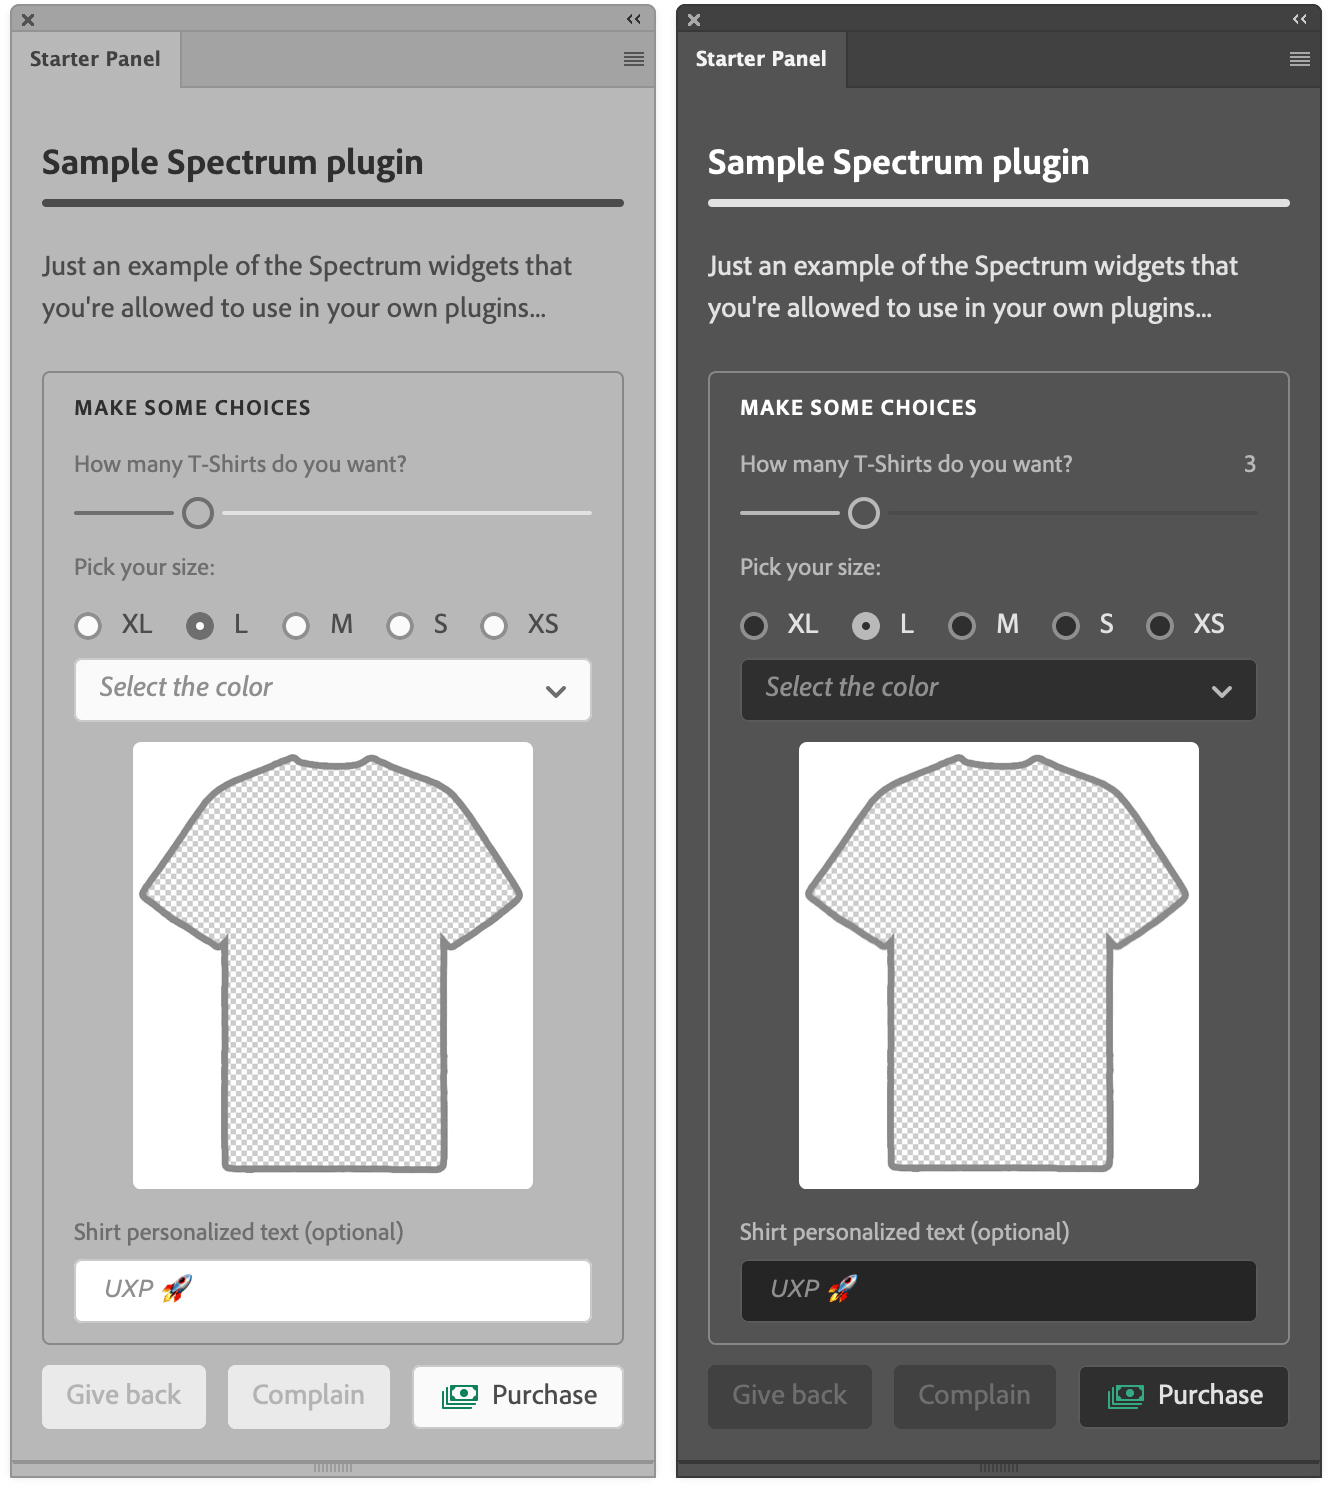 Starter Panel
Sample Spectrum plugin
Just an example of the Spectrum widgets that
you're allowed to use in your own plugins...
MAKE SOME CHOICES
How many T-Shirts do you want?
Pick your size:
XL L M S XS
Select the color
Shirt personalized text (optional)
UXP 🚀
Give back Complain Purchase
Starter Panel
Sample Spectrum plugin
Just an example of the Spectrum widgets that
you're allowed to use in your own plugins...
MAKE SOME CHOICES
How many T-Shirts do you want? 3
Pick your size:
XL L M S XS
Select the color
Shirt personalized text (optional)
UXP 🚀
Give back Complain Purchase